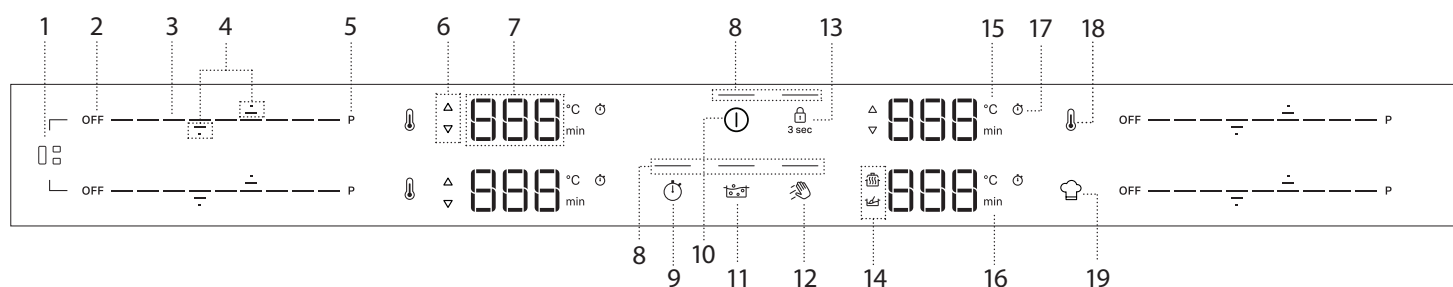 1 2 3 4 5 6 7 8 13 15 17 18
OFF P 888 °C 3 sec 888 °C OFF P
min min
OFF P 888 °C 888 °C OFF P
min min
8 9 10 11 12 14 16 19